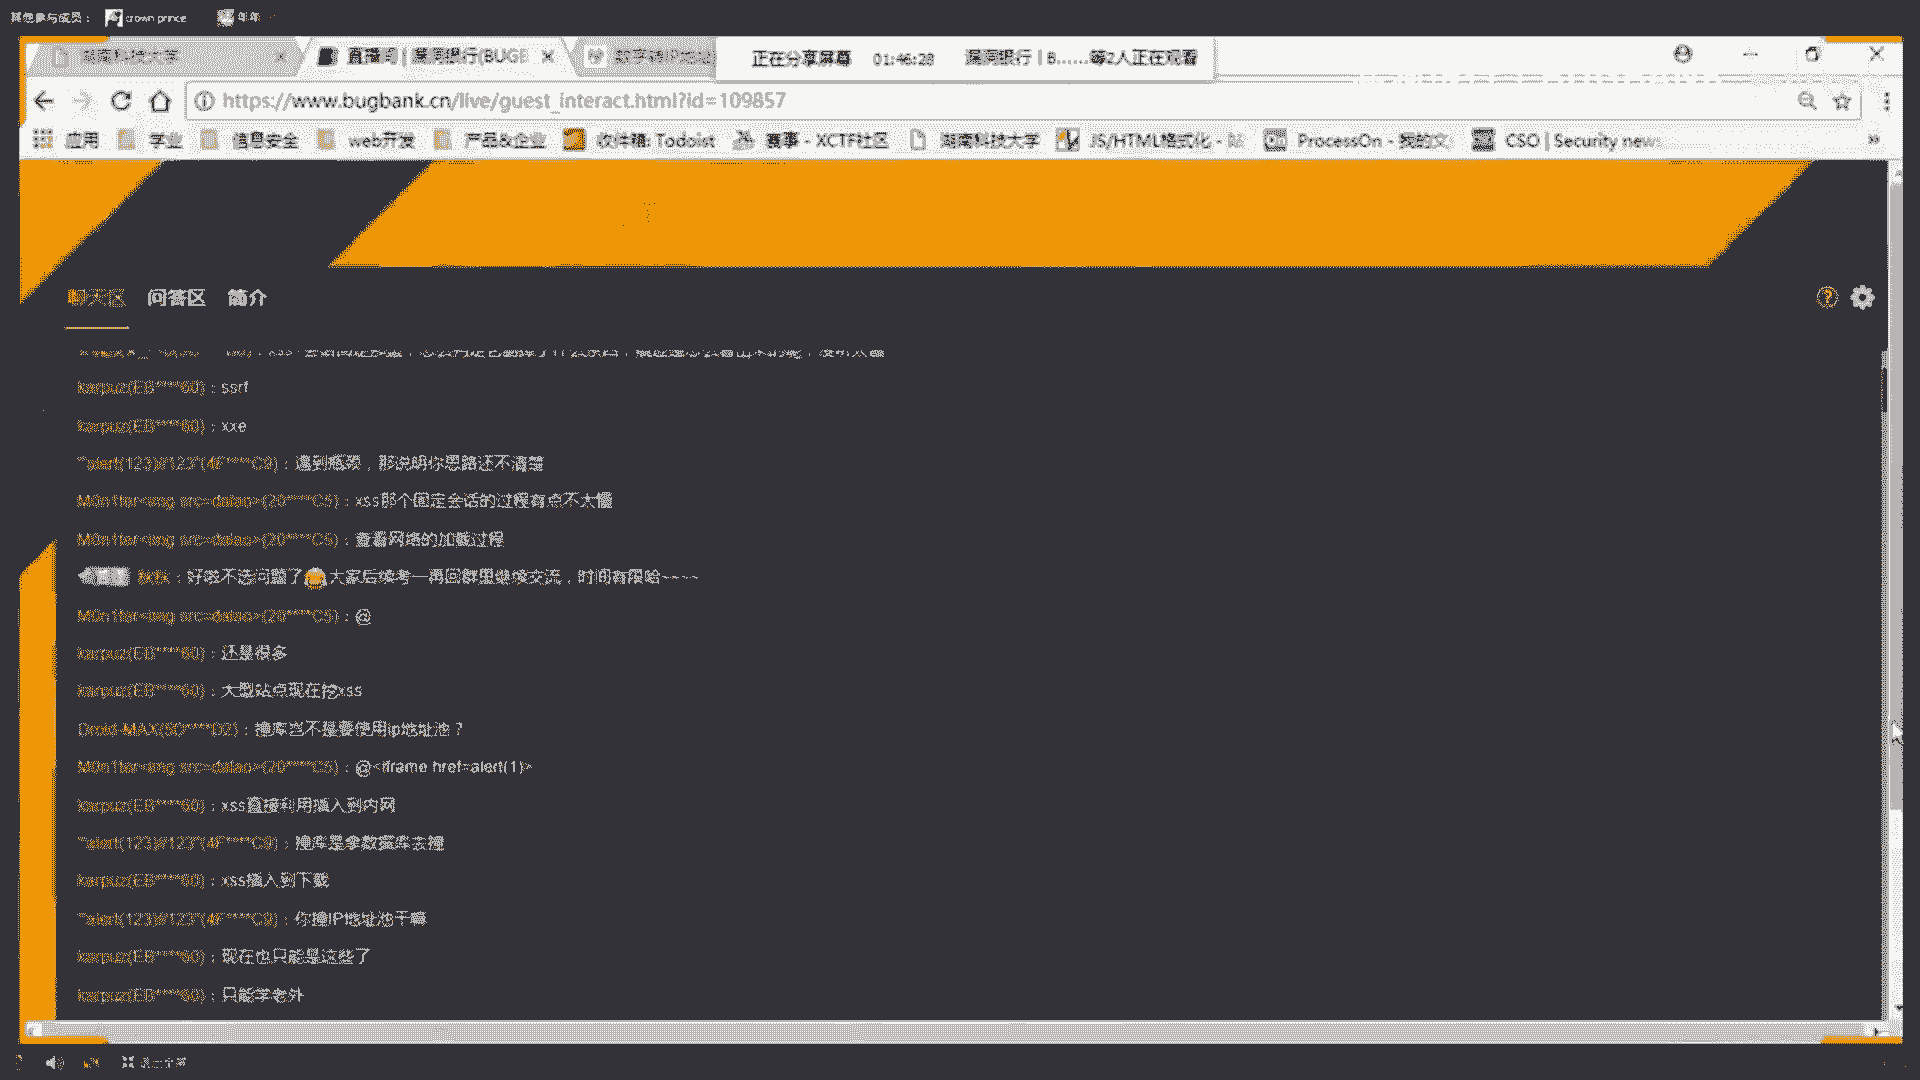 其他参与成员： crown prince
湖南科技大学 直播间 | 漏洞银行(BUGB 数字转IP地址 正在分享屏幕 01:46:28 漏洞银行 | B......等2人正在观看
https://www.bugbank.cn/live/guest_interact.html?id=109857
应用 学业 信息安全 web开发 产品&企业 收件箱: Todoist 赛事 - XCTF社区 湖南科技大学 JS/HTML格式化 - ProcessOn - 我的文 CSO | Security news
聊天区 问答区 简介
karpuz(EB****60)：ssrf
karpuz(EB****60)：xxe
"alert(123)//123"(4F****C9)：遇到瓶颈，那说明你思路还不清楚
M0n1ter<img src=dalao>(20****C5)：xss那个固定会话的过程有点不太懂
M0n1ter<img src=dalao>(20****C5)：查看网络的加载过程
：好啦不选问题了 大家后续考一再回群里继续交流，时间有限哈~~~~
M0n1ter<img src=dalao>(20****C5)：@
karpuz(EB****60)：还是很多
karpuz(EB****60)：大型站点现在挖xss
Droid-MAX(5D****D2)：撞库岂不是要使用ip地址池？
M0n1ter<img src=dalao>(20****C5)：@<iframe href=alert(1)>
karpuz(EB****60)：xss直接利用插入到内网
"alert(123)//123"(4F****C9)：撞库是拿数据库去撞
karpuz(EB****60)：xss插入到下载
"alert(123)//123"(4F****C9)：你撞IP地址池干嘛
karpuz(EB****60)：现在也只能是这些了
karpuz(EB****60)：只能学老外
退出全屏